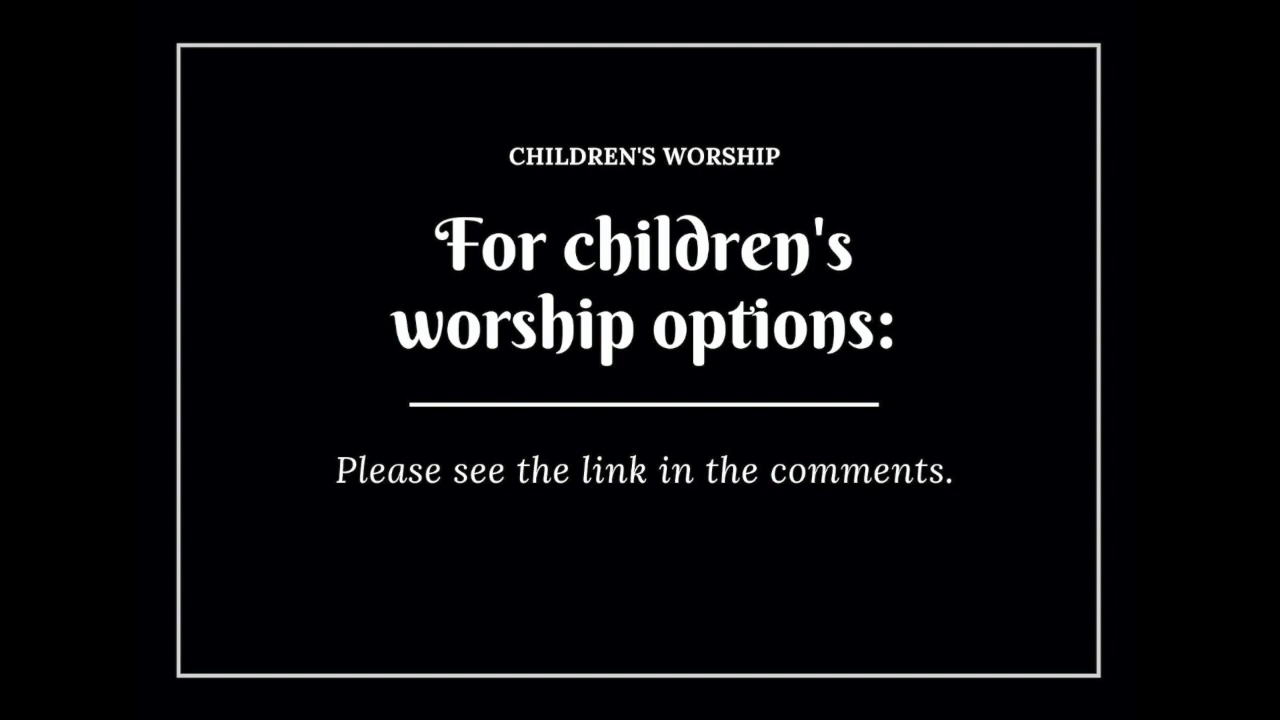 CHILDREN'S WORSHIP
For children's
worship options:
Please see the link in the comments.